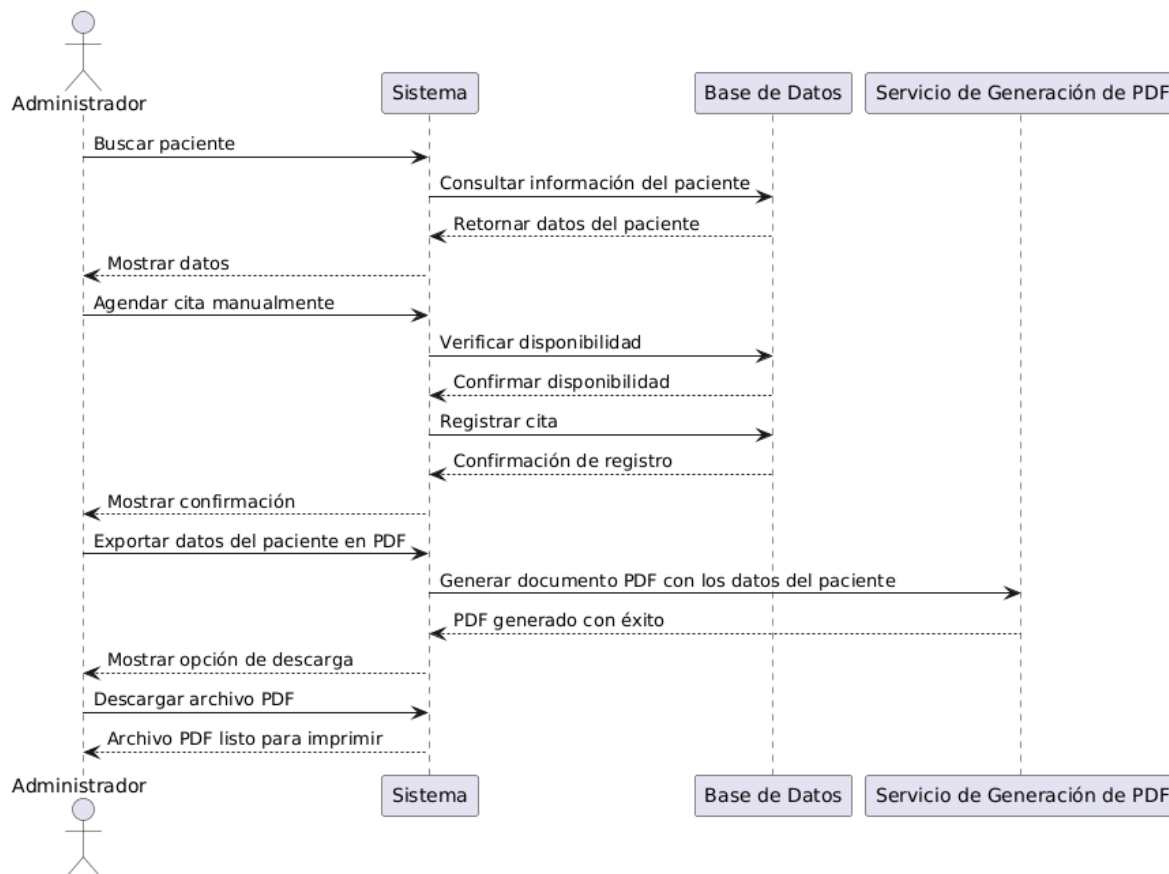 Administrador
Sistema
Base de Datos
Servicio de Generación de PDF
Buscar paciente
Consultar información del paciente
Retornar datos del paciente
Mostrar datos
Agendar cita manualmente
Verificar disponibilidad
Confirmar disponibilidad
Registrar cita
Confirmación de registro
Mostrar confirmación
Exportar datos del paciente en PDF
Generar documento PDF con los datos del paciente
PDF generado con éxito
Mostrar opción de descarga
Descargar archivo PDF
Archivo PDF listo para imprimir
Administrador
Sistema
Base de Datos
Servicio de Generación de PDF